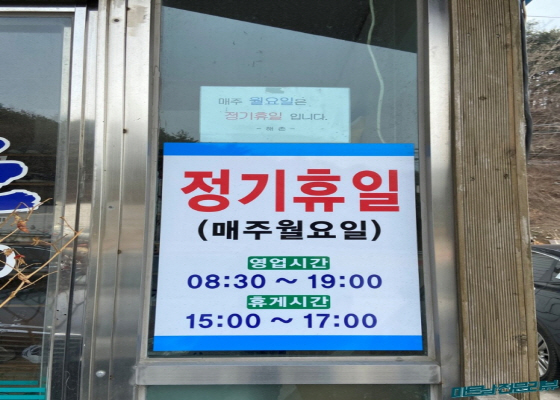 매주 월요일은
정기휴일 입니다.
정기휴일
(매주월요일)
영업시간
08:30 ~ 19:00
휴게시간
15:00 ~ 17:00